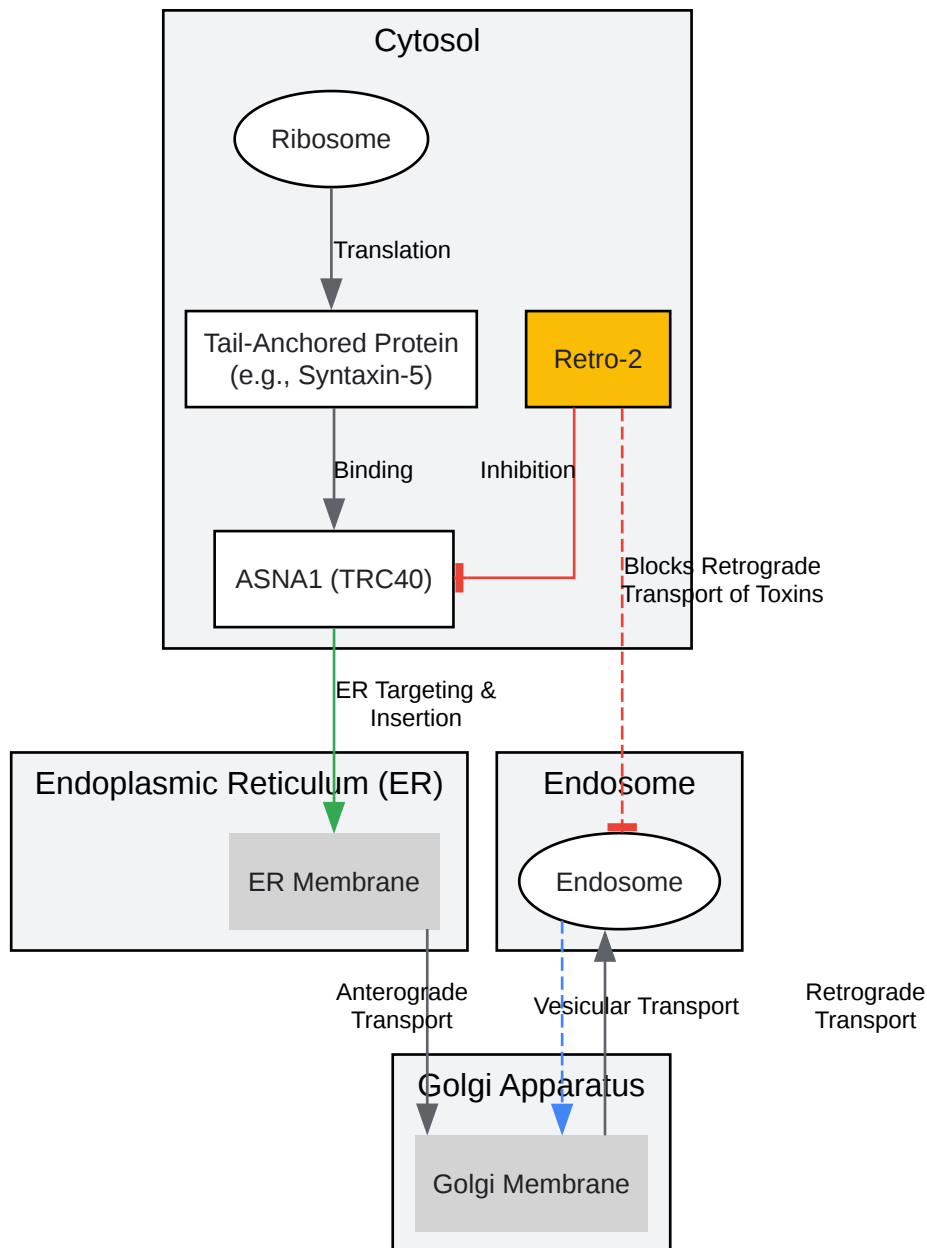 Cytosol
Ribosome
Translation
Tail-Anchored Protein
(e.g., Syntaxin-5)
Retro-2
Binding
Inhibition
ASNA1 (TRC40)
Blocks Retrograde
Transport of Toxins
ER Targeting &
Insertion
Endoplasmic Reticulum (ER)
Endosome
ER Membrane
Endosome
Anterograde
Transport
Vesicular Transport
Retrograde
Transport
Golgi Apparatus
Golgi Membrane